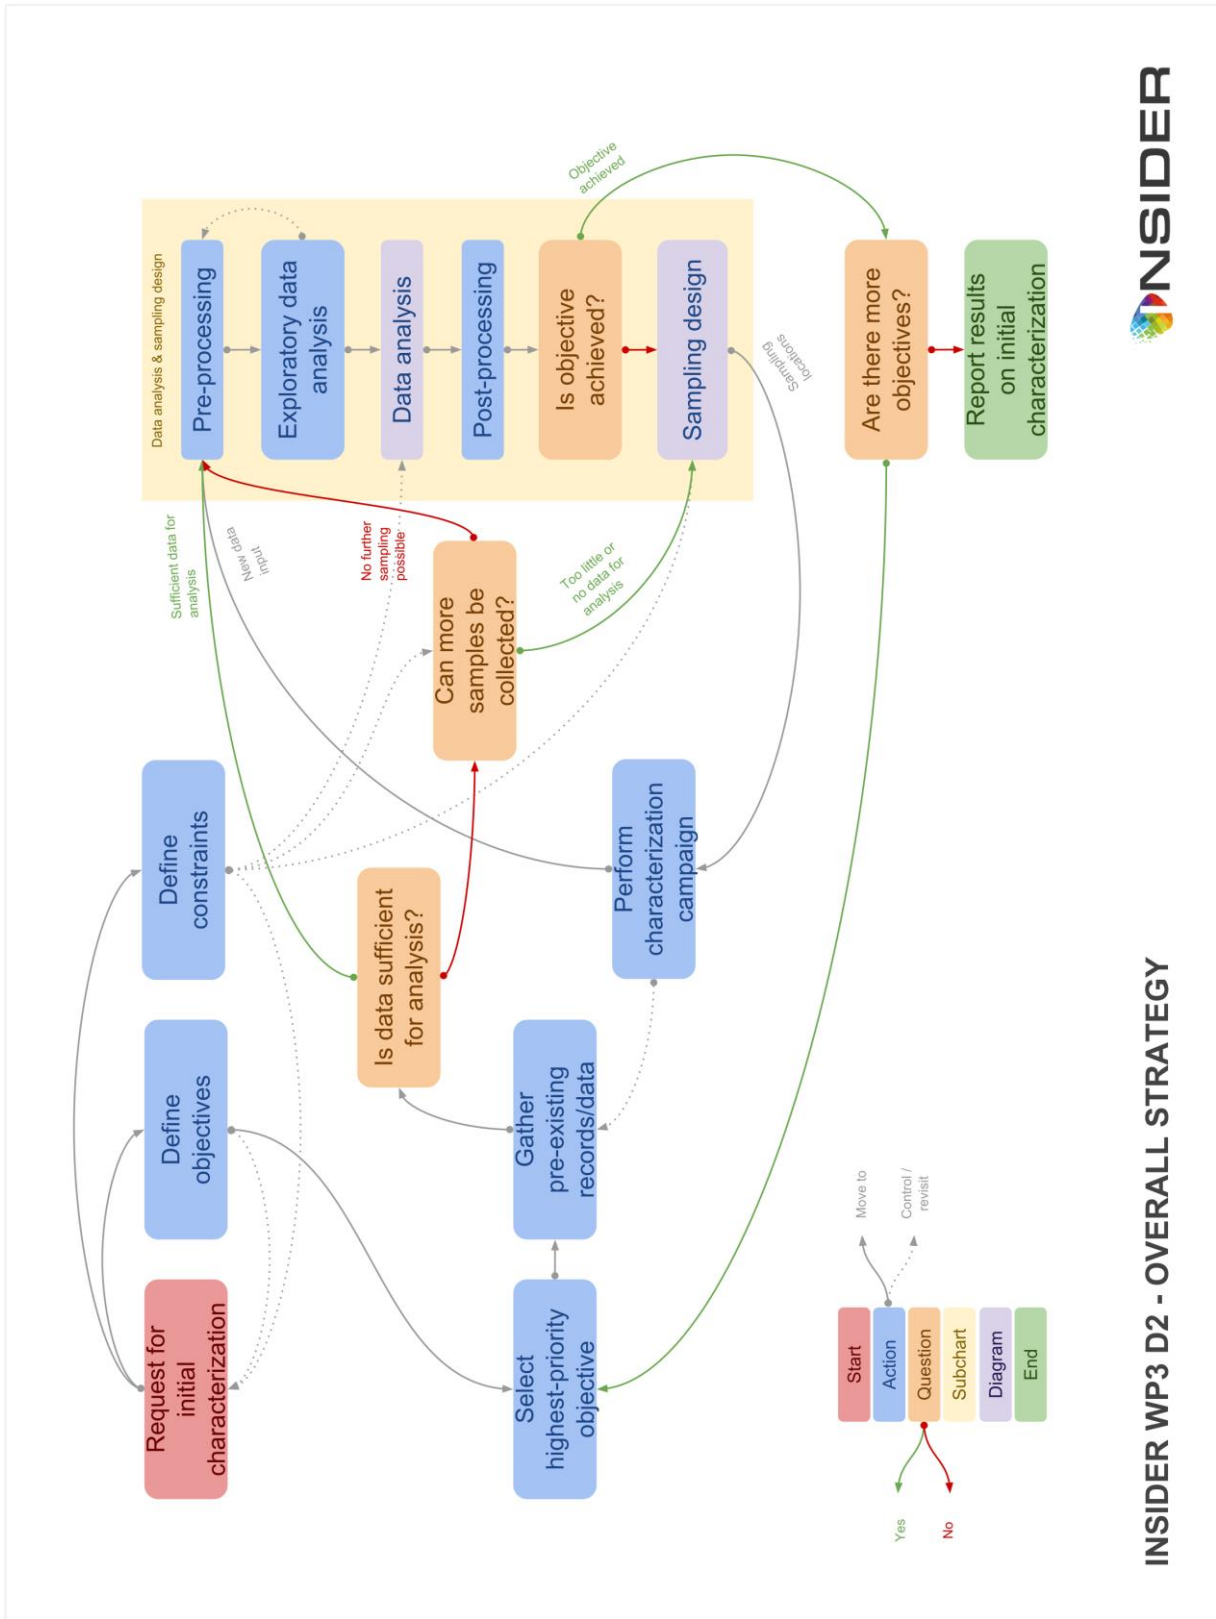 Request for
initial
characterization
Define
objectives
Define
constraints
Select
highest-priority
objective
Gather
pre-existing
records/data
Is data sufficient
for analysis?
Perform
characterization
campaign
Can more
samples be
collected?
Sufficient data for
analysis
New data
input
No further
sampling
possible
Too little or
no data for
analysis
Data analysis & sampling design
Pre-processing
Exploratory data
analysis
Data analysis
Post-processing
Is objective
achieved?
Sampling design
Objective
achieved
Sampling
locations
Are there more
objectives?
Report results
on initial
characterization
Start
Action
Question
Subchart
Diagram
End
Move to
Control /
revisit
Yes
No
INSIDER WP3 D2 - OVERALL STRATEGY
INSIDER